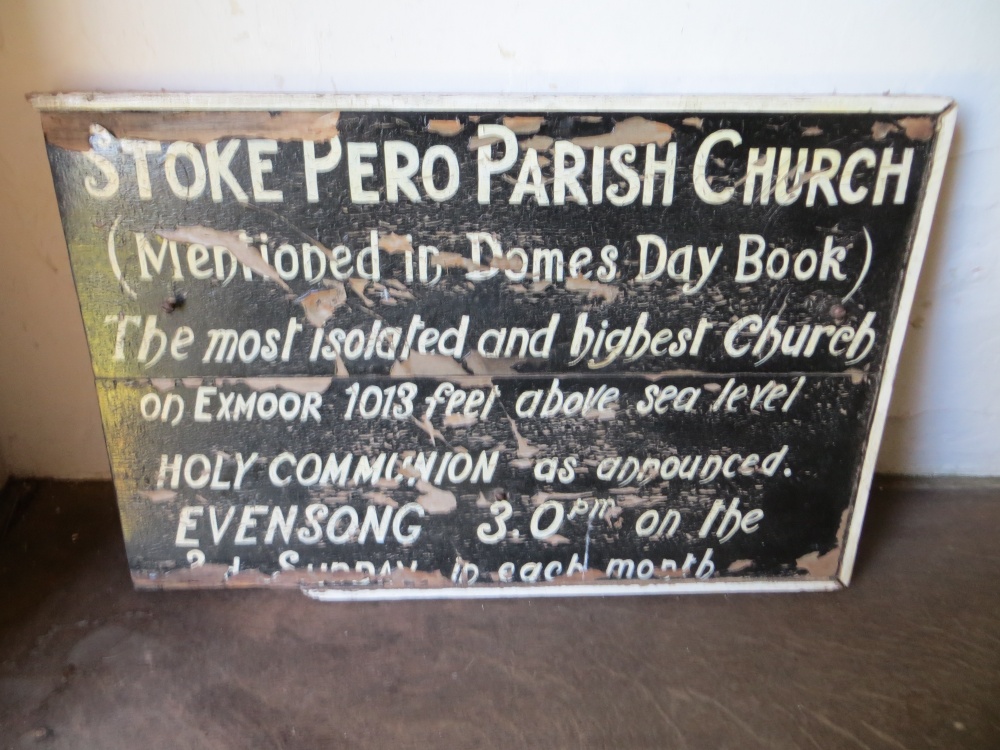 STOKE PERO PARISH CHURCH
(Mentioned in Domes Day Book)
The most isolated and highest Church
on EXMOOR 1013 feet above sea level
HOLY COMMUNION as announced.
EVENSONG 3.0 pm. on the
SUNDAY in each month